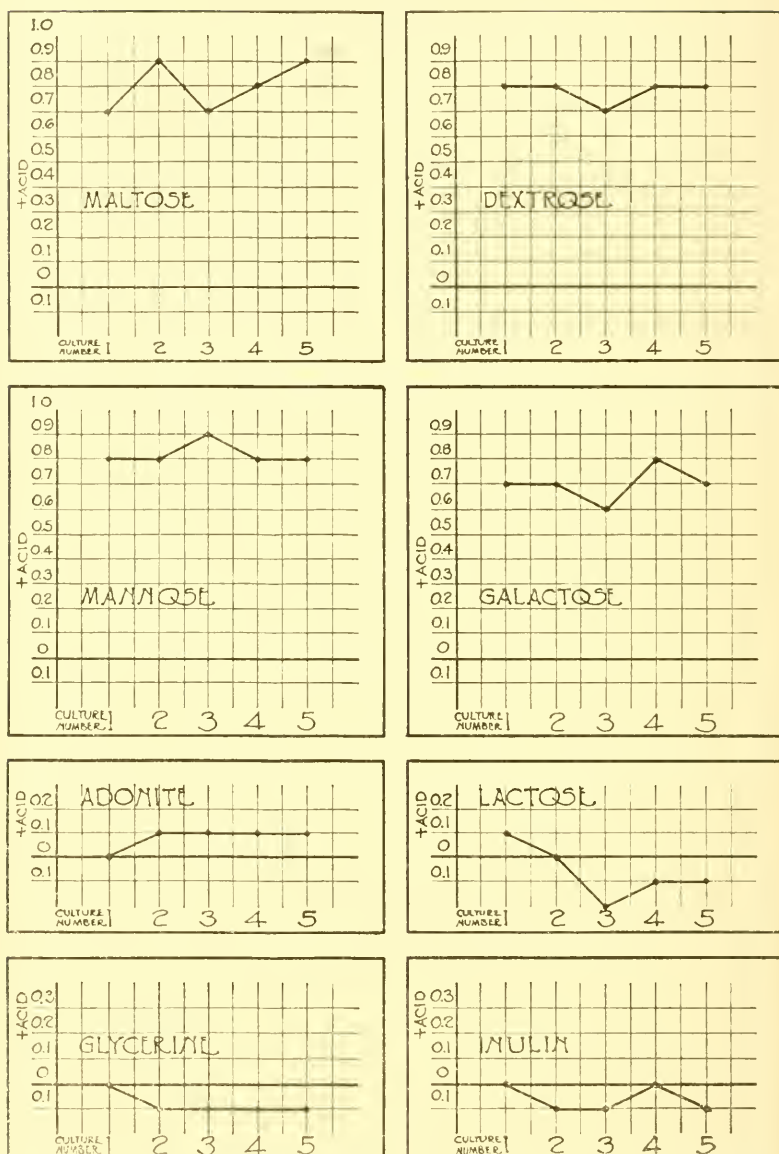 1.0
0.9
0.8
0.7
0.6
0.5
+ACID
0.3
0.2
0.1
0
0.1
MALTOSE
CULTURE
NUMBER 1 2 3 4 5
0.9
0.8
0.7
0.6
0.5
0.4
+ACID
0.3
0.2
0.1
0
0.1
DEXTROSE
CULTURE
NUMBER 1 2 3 4 5
1.0
0.9
0.8
0.7
0.6
0.5
0.4
+ACID
0.3
0.2
0.1
0
0.1
MANNOSE
CULTURE
NUMBER 1 2 3 4 5
0.9
0.8
0.7
0.6
0.5
0.4
+ACID
0.3
0.2
0.1
0
0.1
GALACTOSE
CULTURE
NUMBER 1 2 3 4 5
+ACID
0.2
0.1
0
0.1
ADONITE
CULTURE
NUMBER 1 2 3 4 5
+ACID
0.2
0.1
0
0.1
LACTOSE
CULTURE
NUMBER 1 2 3 4 5
+ACID
0.3
0.2
0.1
0
GLYCERINE
CULTURE
NUMBER 1 2 3 4 5
+ACID
0.3
0.2
0.1
0
INULIN
CULTURE
NUMBER 1 2 3 4 5